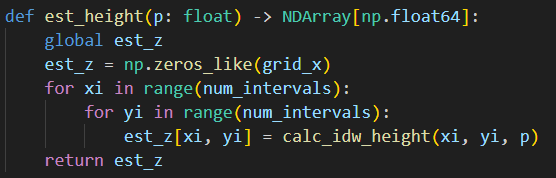 def est_height(p: float) -> NDArray[np.float64]:
    global est_z
    est_z = np.zeros_like(grid_x)
    for xi in range(num_intervals):
        for yi in range(num_intervals):
            est_z[xi, yi] = calc_idw_height(xi, yi, p)
    return est_z